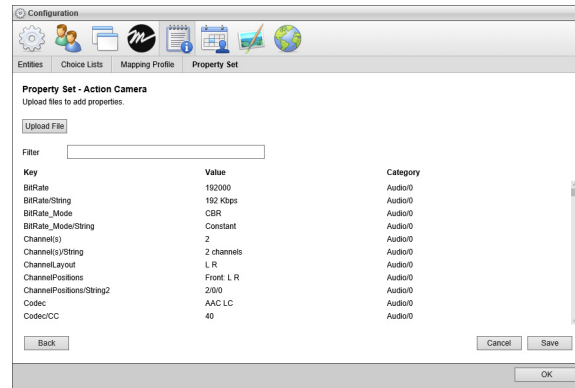 Configuration
Entities Choice Lists Mapping Profile Property Set
Property Set - Action Camera
Upload files to add properties.
Upload File
Filter
Key Value Category
BitRate 192000 Audio/0
BitRate/String 192 Kbps Audio/0
BitRate_Mode CBR Audio/0
BitRate_Mode/String Constant Audio/0
Channel(s) 2 Audio/0
Channel(s)/String 2 channels Audio/0
ChannelLayout L R Audio/0
ChannelPositions Front: L R Audio/0
ChannelPositions/String2 2/0/0 Audio/0
Codec AAC LC Audio/0
Codec/CC 40 Audio/0
Back Cancel Save
OK